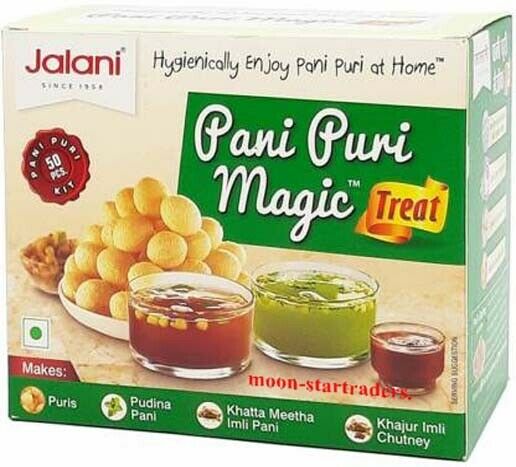 Jalani®
SINCE 1958
Hygienically Enjoy Pani Puri at Home™
PANI PURI
50
PCS.
KIT
Pani Puri
Magic™
Treat
SERVING SUGGESTION
moon-startraders.
Makes:
Puris
Pudina
Pani
Khatta Meetha
Imli Pani
Khajur Imli
Chutney